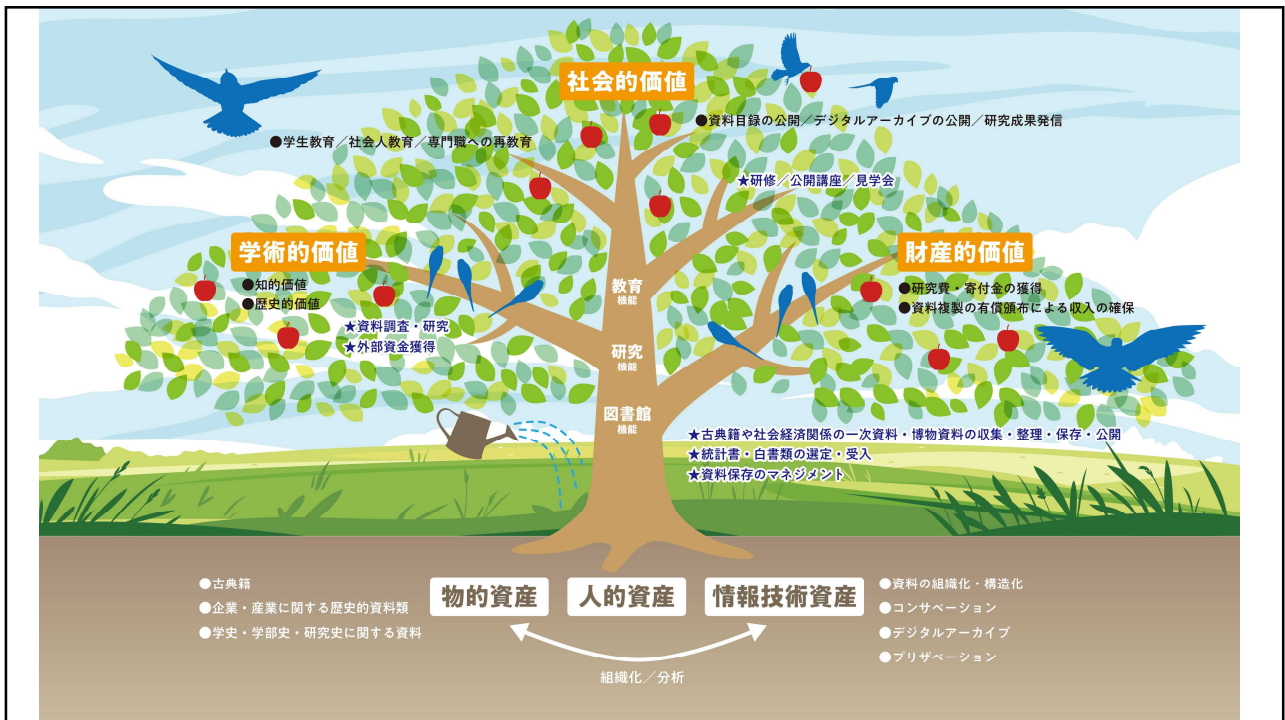 社会的価値
●資料目録の公開／デジタルアーカイブの公開／研究成果発信
●学生教育／社会人教育／専門職への再教育
★研修／公開講座／見学会
学術的価値
●知的価値
●歴史的価値
★資料調査・研究
★外部資金獲得
財産的価値
●研究費・寄付金の獲得
●資料複製の有償頒布による収入の確保
教育
機能
研究
機能
図書館
機能
★古典籍や社会経済関係の一次資料・博物資料の収集・整理・保存・公開
★統計書・白書類の選定・受入
★資料保存のマネジメント
●古典籍
●企業・産業に関する歴史的資料類
●学史・学部史・研究史に関する資料
物的資産
人的資産
情報技術資産
●資料の組織化・構造化
●コンサベーション
●デジタルアーカイブ
●プリザベーション
組織化／分析